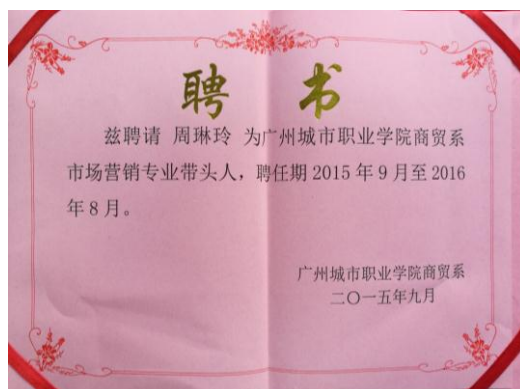 聘 书
兹聘请 周琳玲 为广州城市职业学院商贸系
市场营销专业带头人，聘任期 2015 年 9 月至 2016
年 8 月。
广州城市职业学院商贸系
二〇一五年九月